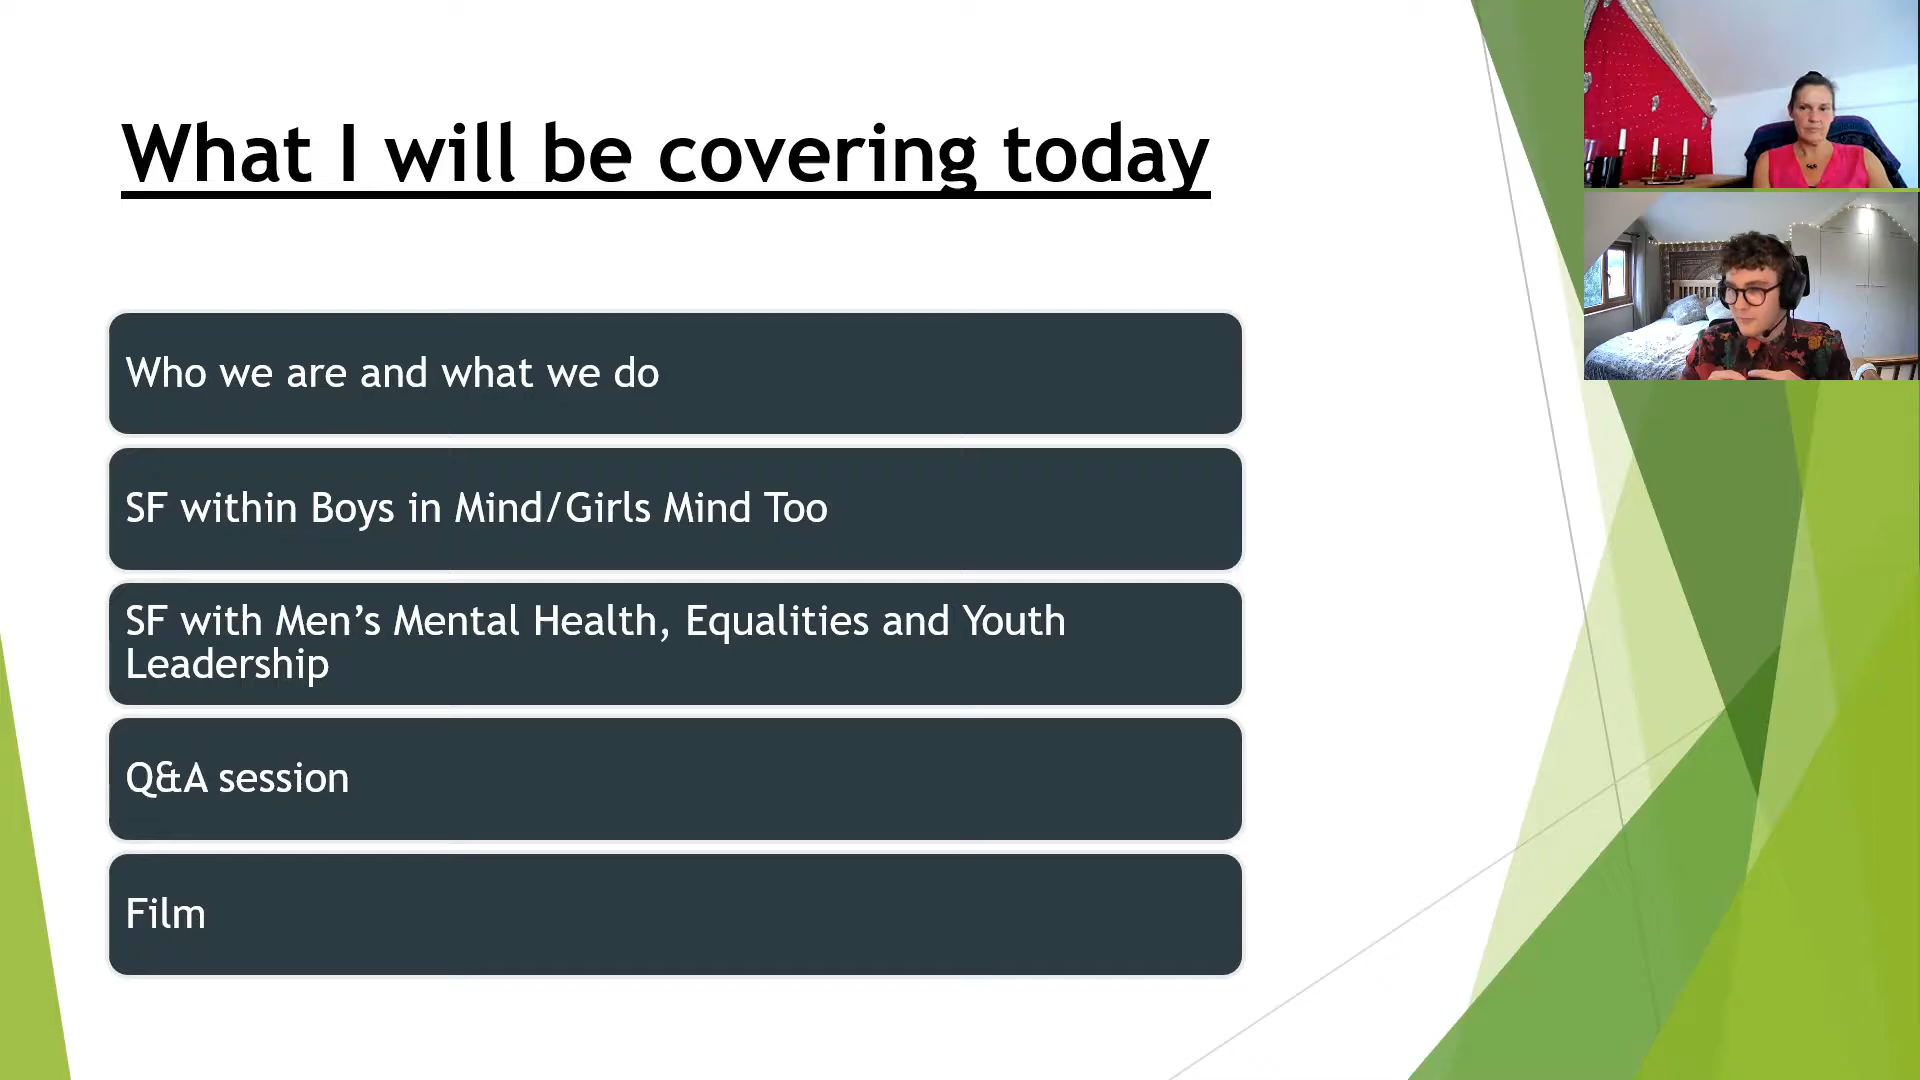 What I will be covering today
Who we are and what we do
SF within Boys in Mind/Girls Mind Too
SF with Men’s Mental Health, Equalities and Youth
Leadership
Q&A session
Film